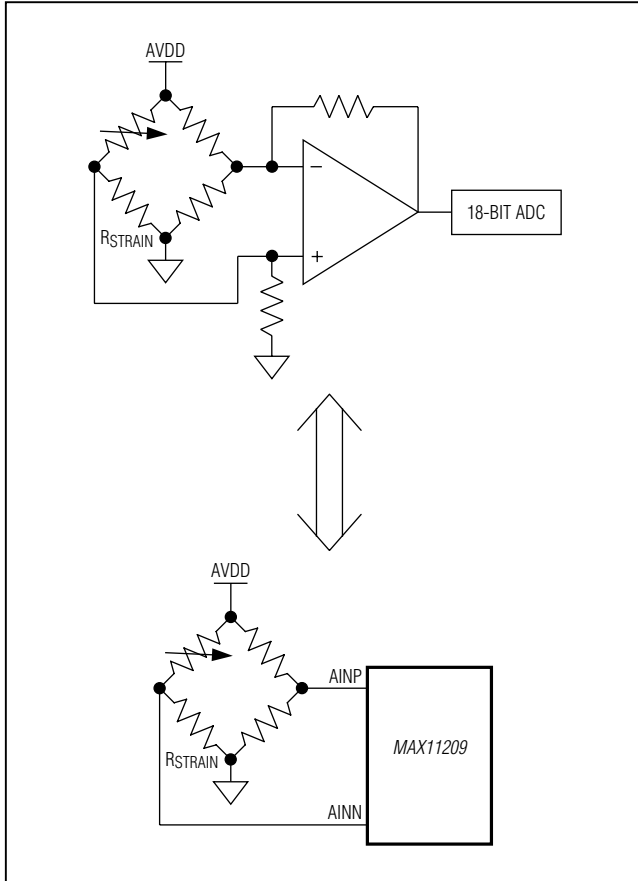 AVDD
RSTRAIN
−
+
18-BIT ADC
AVDD
AINP
MAX11209
RSTRAIN
AINN